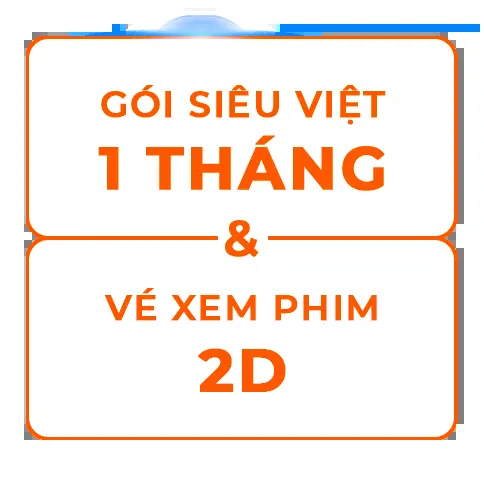 GÓI SIÊU VIỆT
1 THÁNG
&
VÉ XEM PHIM
2D